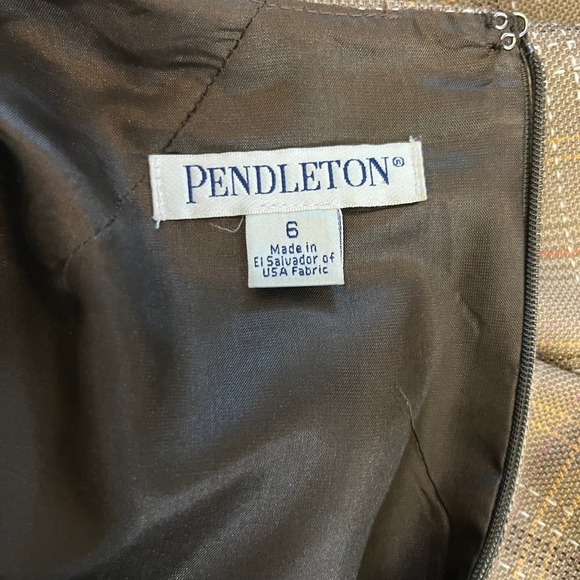 PENDLETON®
6
Made in
El Salvador of
USA Fabric